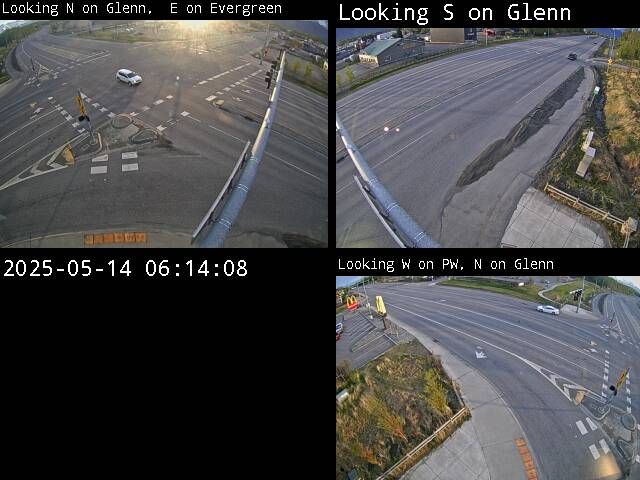 Looking N on Glenn,  E on Evergreen
Looking S on Glenn
2025-05-14 06:14:08
Looking W on PW, N on Glenn